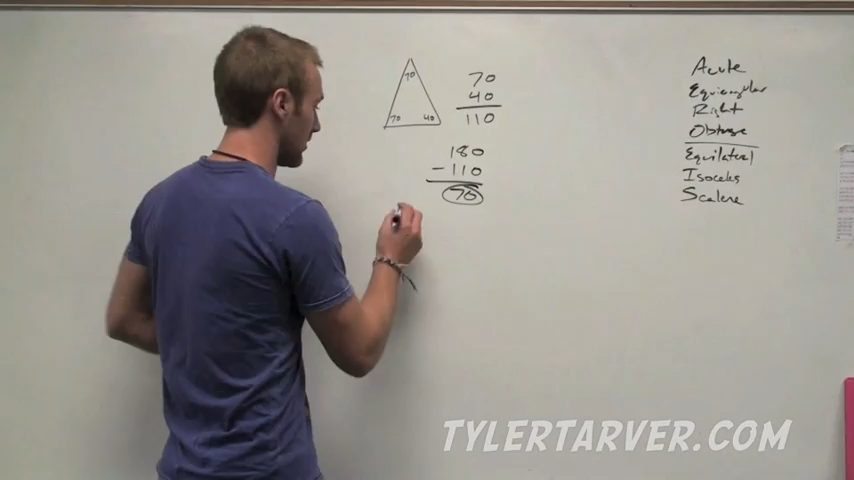 70
70 40
70
40
110
180
-110
70
Acute
Equiangular
Right
Obtuse
Equilateral
Isoceles
Scalene
TYLERTARVER.COM